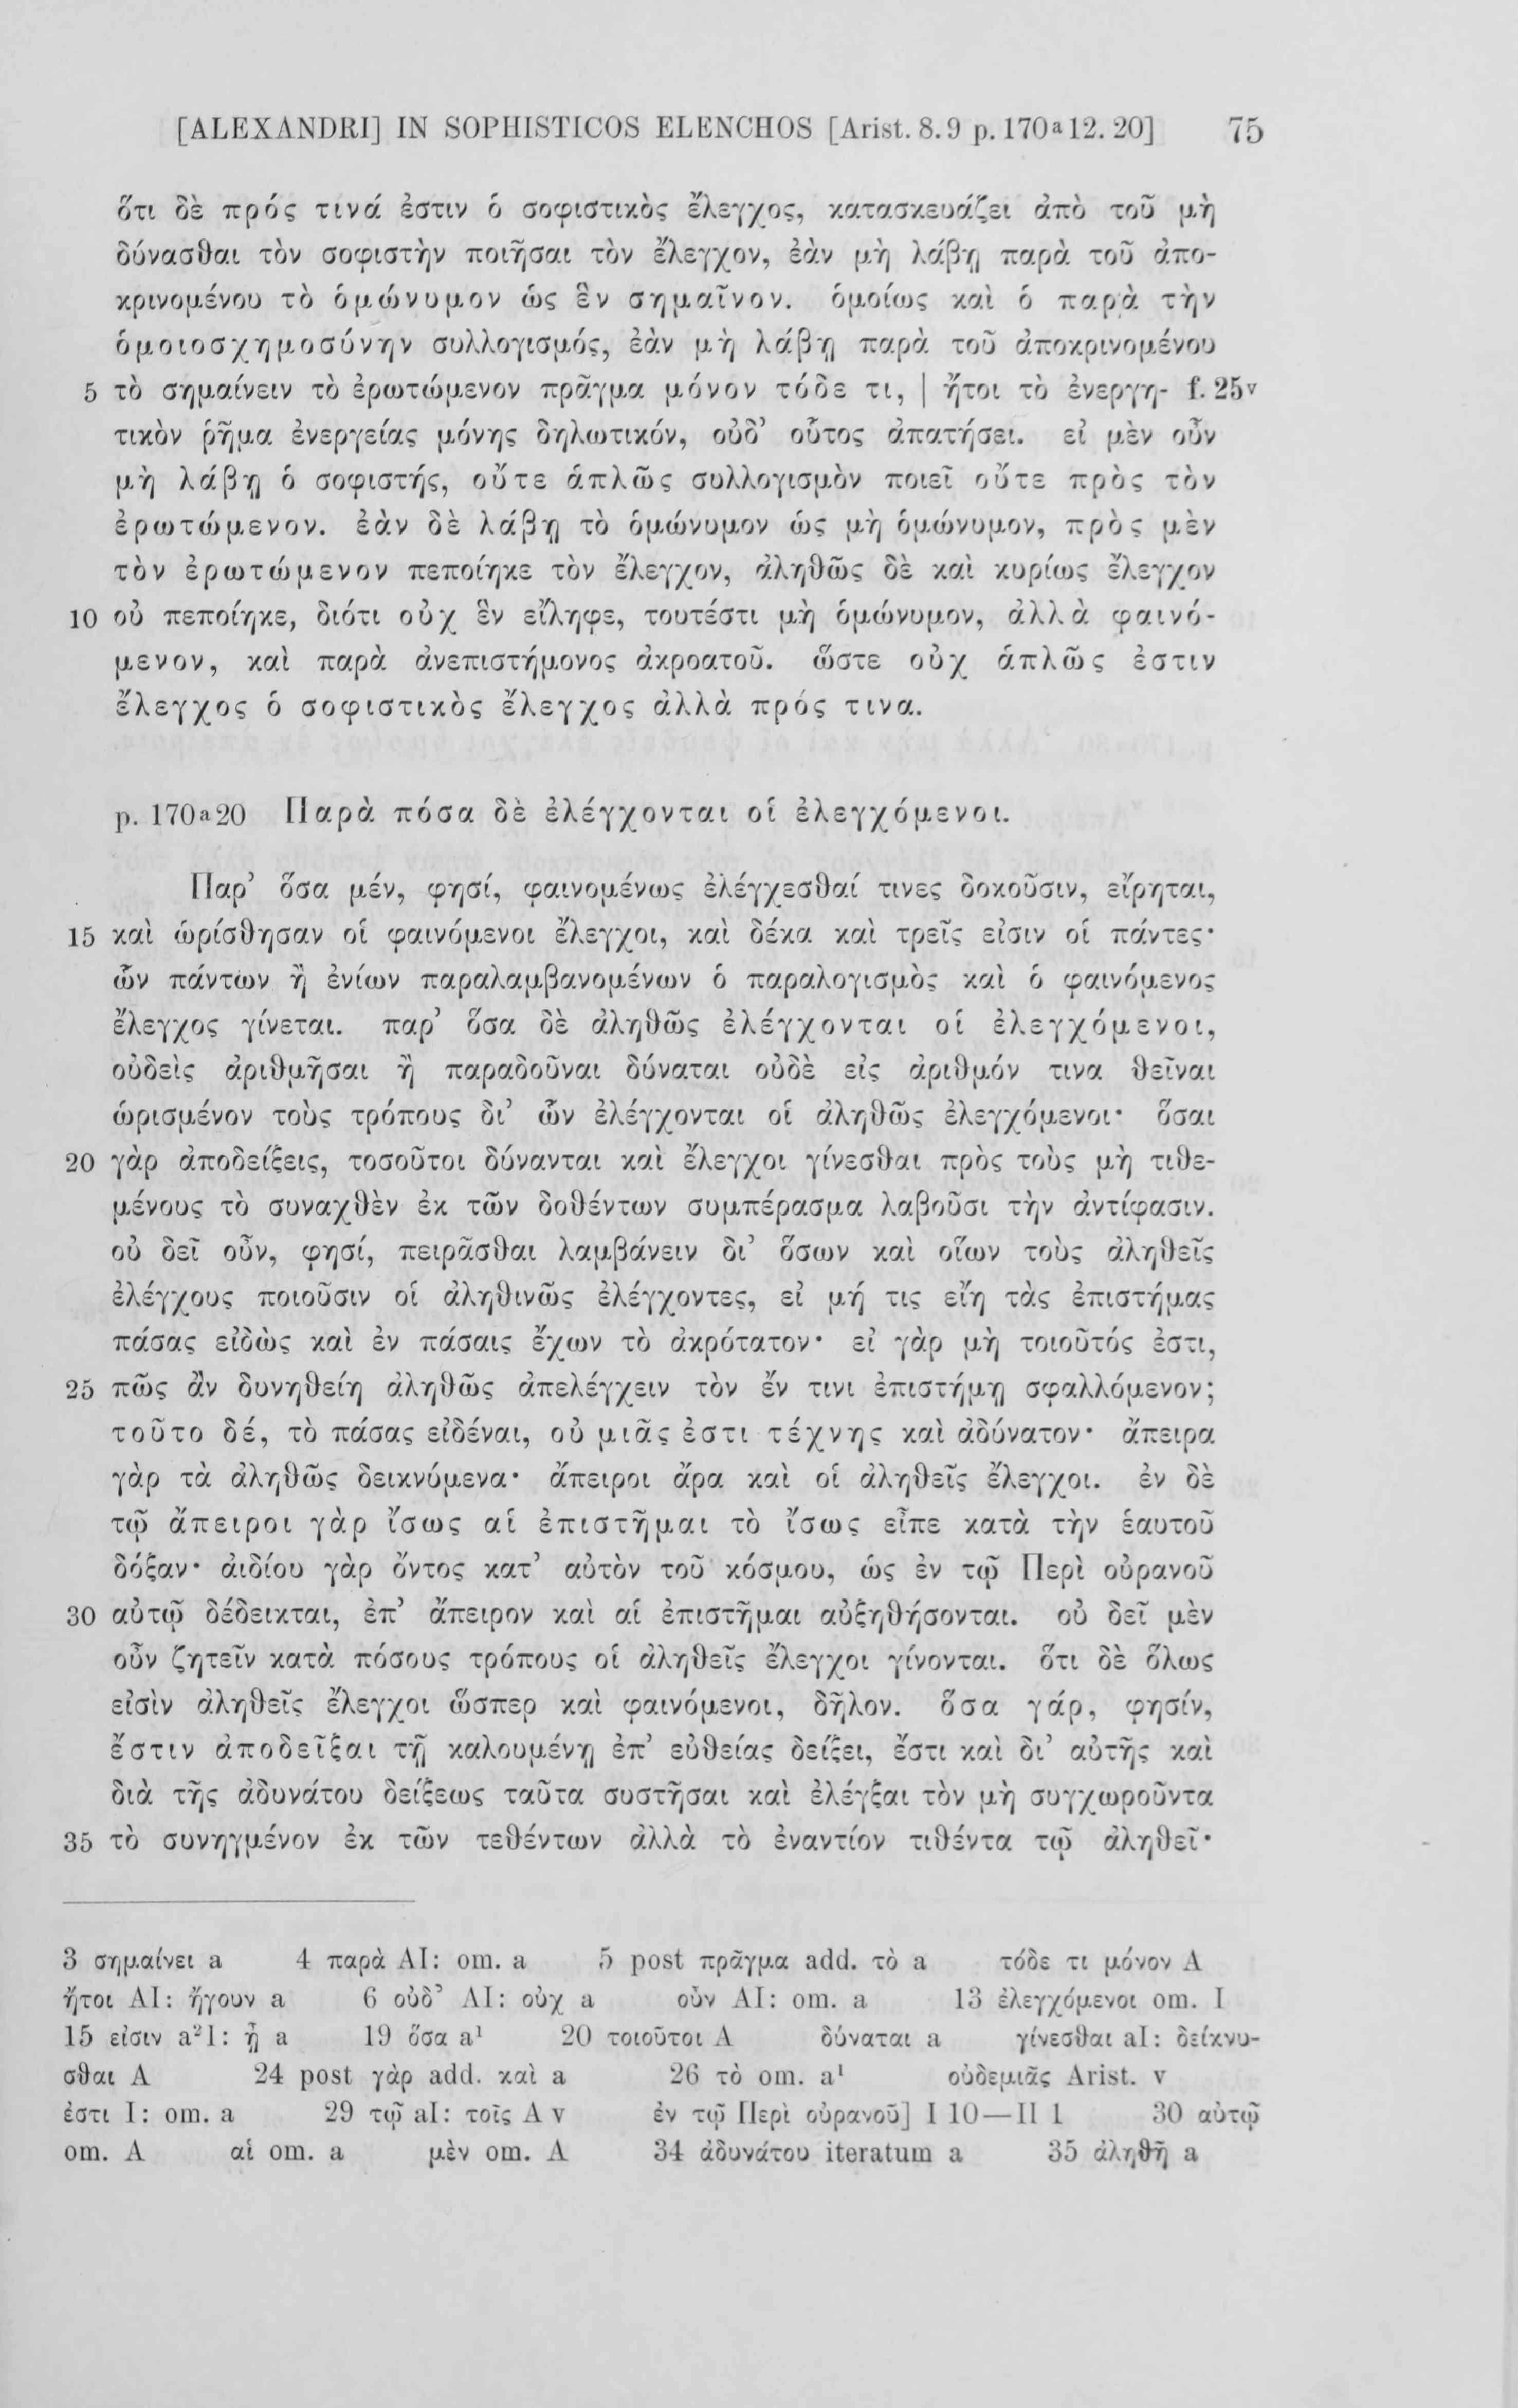 [ALEXANDRI] IN SOPHISTICOS ELENCHOS [Arist. 8.9 p. 170ᵃ12. 20] 75
ὅτι δὲ πρός τινά ἐστιν ὁ σοφιστικὸς ἔλεγχος, κατασκευάζει ἀπὸ τοῦ μὴ
δύνασθαι τὸν σοφιστὴν ποιῆσαι τὸν ἔλεγχον, ἐὰν μὴ λάβῃ παρὰ τοῦ ἀπο-
κρινομένου τὸ ὁμώνυμον ὡς ἓν σημαῖνον. ὁμοίως καὶ ὁ παρὰ τὴν
ὁμοιοσχημοσύνην συλλογισμός, ἐὰν μὴ λάβῃ παρὰ τοῦ ἀποκρινομένου
5 τὸ σημαίνειν τὸ ἐρωτώμενον πρᾶγμα μόνον τόδε τι, | ἤτοι τὸ ἐνεργη- f. 25ᵛ
τικὸν ῥῆμα ἐνεργείας μόνης δηλωτικόν, οὐδ’ οὗτος ἀπατήσει. εἰ μὲν οὖν
μὴ λάβῃ ὁ σοφιστής, οὔτε ἁπλῶς συλλογισμὸν ποιεῖ οὔτε πρὸς τὸν
ἐρωτώμενον. ἐὰν δὲ λάβῃ τὸ ὁμώνυμον ὡς μὴ ὁμώνυμον, πρὸς μὲν
τὸν ἐρωτώμενον πεποίηκε τὸν ἔλεγχον, ἀληθῶς δὲ καὶ κυρίως ἔλεγχον
10 οὐ πεποίηκε, διότι οὐχ ἓν εἴληφε, τουτέστι μὴ ὁμώνυμον, ἀλλὰ φαινό-
μενον, καὶ παρὰ ἀνεπιστήμονος ἀκροατοῦ. ὥστε οὐχ ἁπλῶς ἐστιν
ἔλεγχος ὁ σοφιστικὸς ἔλεγχος ἀλλὰ πρός τινα.
p. 170ᵃ20 Παρὰ πόσα δὲ ἐλέγχονται οἱ ἐλεγχόμενοι.
Παρ’ ὅσα μέν, φησί, φαινομένως ἐλέγχεσθαί τινες δοκοῦσιν, εἴρηται,
15 καὶ ὡρίσθησαν οἱ φαινόμενοι ἔλεγχοι, καὶ δέκα καὶ τρεῖς εἰσιν οἱ πάντες·
ὧν πάντων ἢ ἐνίων παραλαμβανομένων ὁ παραλογισμὸς καὶ ὁ φαινόμενος
ἔλεγχος γίνεται. παρ’ ὅσα δὲ ἀληθῶς ἐλέγχονται οἱ ἐλεγχόμενοι,
οὐδεὶς ἀριθμῆσαι ἢ παραδοῦναι δύναται οὐδὲ εἰς ἀριθμόν τινα θεῖναι
ὡρισμένον τοὺς τρόπους δι’ ὧν ἐλέγχονται οἱ ἀληθῶς ἐλεγχόμενοι· ὅσαι
20 γὰρ ἀποδείξεις, τοσοῦτοι δύνανται καὶ ἔλεγχοι γίνεσθαι πρὸς τοὺς μὴ τιθε-
μένους τὸ συναχθὲν ἐκ τῶν δοθέντων συμπέρασμα λαβοῦσι τὴν ἀντίφασιν.
οὐ δεῖ οὖν, φησί, πειρᾶσθαι λαμβάνειν δι’ ὅσων καὶ οἵων τοὺς ἀληθεῖς
ἐλέγχους ποιοῦσιν οἱ ἀληθινῶς ἐλέγχοντες, εἰ μή τις εἴη τὰς ἐπιστήμας
πάσας εἰδὼς καὶ ἐν πάσαις ἔχων τὸ ἀκρότατον· εἰ γὰρ μὴ τοιοῦτός ἐστι,
25 πῶς ἂν δυνηθείη ἀληθῶς ἀπελέγχειν τὸν ἔν τινι ἐπιστήμῃ σφαλλόμενον;
τοῦτο δέ, τὸ πάσας εἰδέναι, οὐ μιᾶς ἐστι τέχνης καὶ ἀδύνατον· ἄπειρα
γὰρ τὰ ἀληθῶς δεικνύμενα· ἄπειροι ἄρα καὶ οἱ ἀληθεῖς ἔλεγχοι. ἐν δὲ
τῷ ἄπειροι γὰρ ἴσως αἱ ἐπιστῆμαι τὸ ἴσως εἶπε κατὰ τὴν ἑαυτοῦ
δόξαν· ἀιδίου γὰρ ὄντος κατ’ αὐτὸν τοῦ κόσμου, ὡς ἐν τῷ Περὶ οὐρανοῦ
30 αὐτῷ δέδεικται, ἐπ’ ἄπειρον καὶ αἱ ἐπιστῆμαι αὐξηθήσονται. οὐ δεῖ μὲν
οὖν ζητεῖν κατὰ πόσους τρόπους οἱ ἀληθεῖς ἔλεγχοι γίνονται. ὅτι δὲ ὅλως
εἰσὶν ἀληθεῖς ἔλεγχοι ὥσπερ καὶ φαινόμενοι, δῆλον. ὅσα γάρ, φησίν,
ἔστιν ἀποδεῖξαι τῇ καλουμένῃ ἐπ’ εὐθείας δείξει, ἔστι καὶ δι’ αὐτῆς καὶ
διὰ τῆς ἀδυνάτου δείξεως ταῦτα συστῆσαι καὶ ἐλέγξαι τὸν μὴ συγχωροῦντα
35 τὸ συνηγμένον ἐκ τῶν τεθέντων ἀλλὰ τὸ ἐναντίον τιθέντα τῷ ἀληθεῖ·
3 σημαίνει a 4 παρὰ AI: om. a 5 post πρᾶγμα add. τὸ a τόδε τι μόνον A
ἤτοι AI: ἤγουν a 6 οὐδ’ AI: οὐχ a οὖν AI: om. a 13 ἐλεγχόμενοι om. I
15 εἰσιν a²I: ᾖ a 19 ὅσα a¹ 20 τοιοῦτοι A δύναται a γίνεσθαι aI: δείκνυ-
σθαι A 24 post γὰρ add. καὶ a 26 τὸ om. a¹ οὐδεμιᾶς Arist. v
ἐστι I: om. a 29 τῷ aI: τοῖς A v ἐν τῷ Περὶ οὐρανοῦ] I 10—II 1 30 αὐτῷ
om. A αἱ om. a μὲν om. A 34 ἀδυνάτου iteratum a 35 ἀληθῆ a